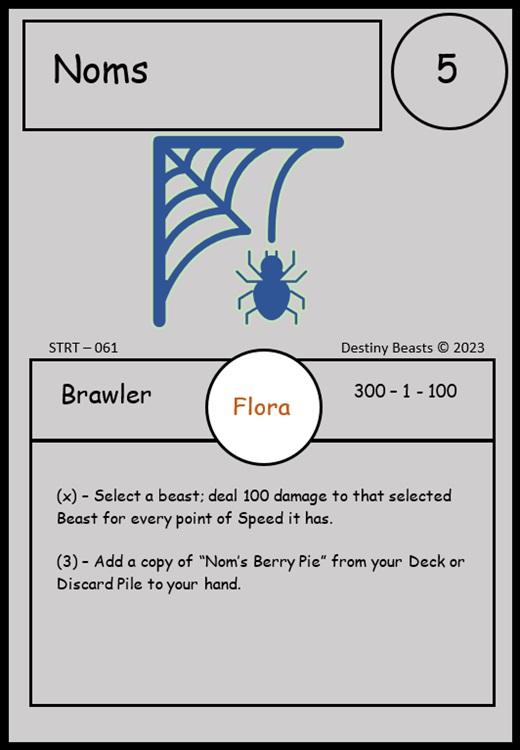 Noms
5
STRT – 061
Destiny Beasts © 2023
Brawler
Flora
300 – 1 - 100
(x) – Select a beast; deal 100 damage to that selected
Beast for every point of Speed it has.
(3) – Add a copy of “Nom’s Berry Pie” from your Deck or
Discard Pile to your hand.